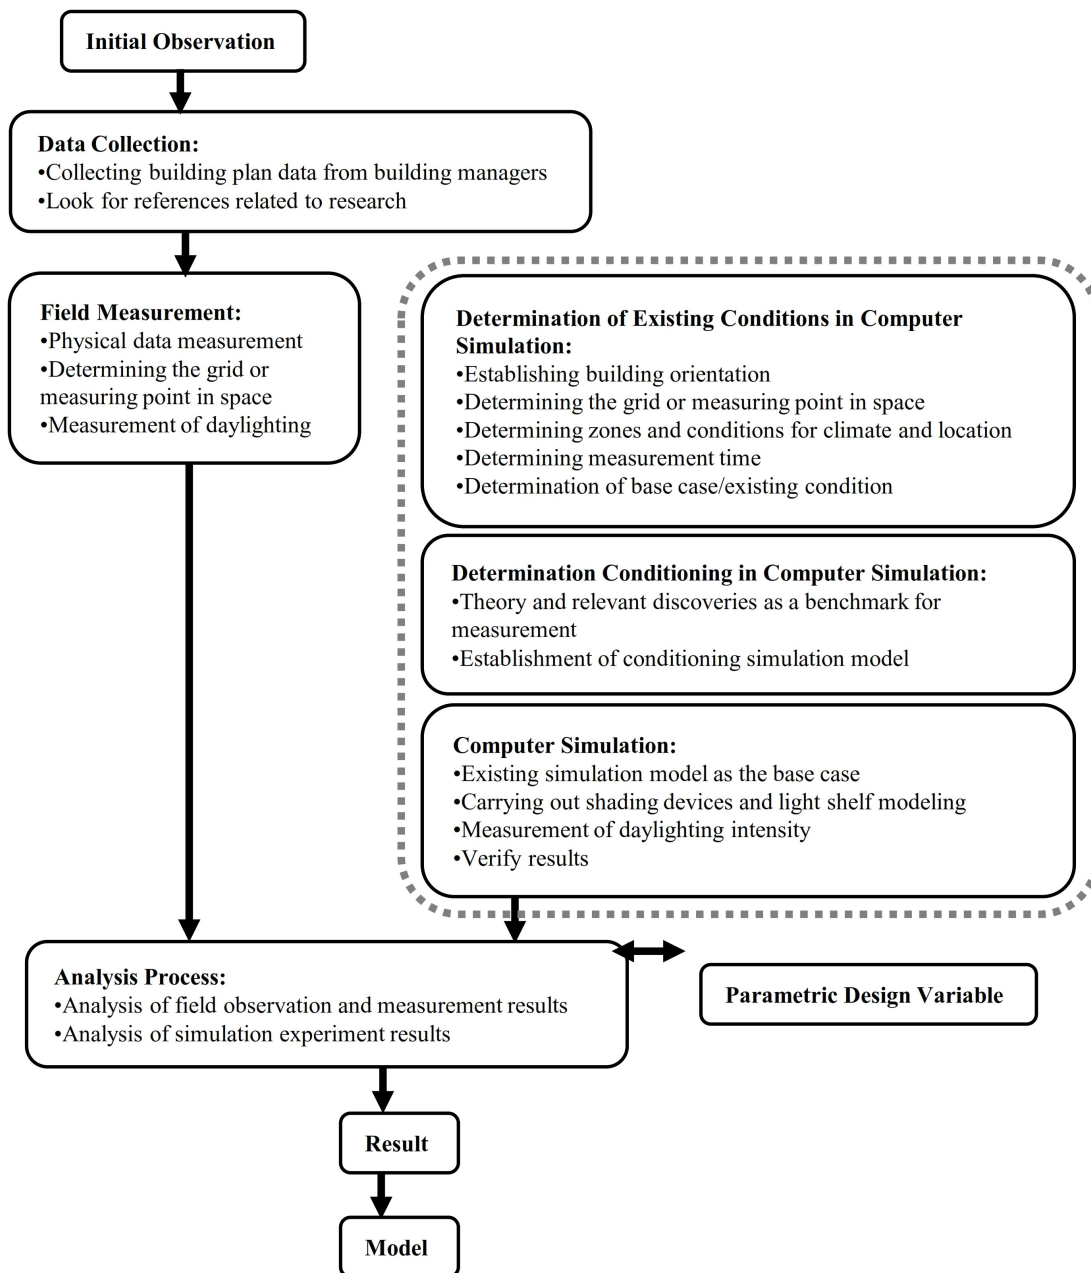 Initial Observation
Data Collection:
•Collecting building plan data from building managers
•Look for references related to research
Field Measurement:
•Physical data measurement
•Determining the grid or
measuring point in space
•Measurement of daylighting
Determination of Existing Conditions in Computer
Simulation:
•Establishing building orientation
•Determining the grid or measuring point in space
•Determining zones and conditions for climate and location
•Determining measurement time
•Determination of base case/existing condition
Determination Conditioning in Computer Simulation:
•Theory and relevant discoveries as a benchmark for
measurement
•Establishment of conditioning simulation model
Computer Simulation:
•Existing simulation model as the base case
•Carrying out shading devices and light shelf modeling
•Measurement of daylighting intensity
•Verify results
Analysis Process:
•Analysis of field observation and measurement results
•Analysis of simulation experiment results
Parametric Design Variable
Result
Model